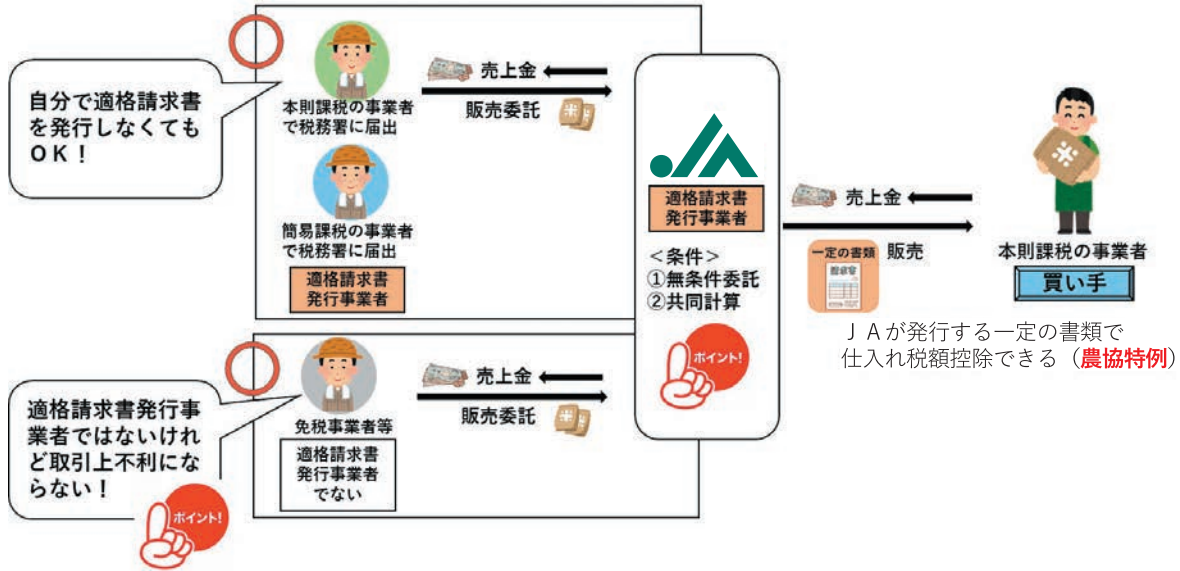 自分で適格請求書
を発行しなくても
ＯＫ！
本則課税の事業者
で税務署に届出
簡易課税の事業者
で税務署に届出
適格請求書
発行事業者
売上金
販売委託
米
適格請求書発行事
業者ではないけれ
ど取引上不利にな
らない！
ポイント!
免税事業者等
適格請求書
発行事業者
でない
売上金
販売委託
米
JA
適格請求書
発行事業者
＜条件＞
①無条件委託
②共同計算
ポイント!
売上金
販売
一定の書類
請求書
米
本則課税の事業者
買い手
ＪＡが発行する一定の書類で
仕入れ税額控除できる（農協特例）